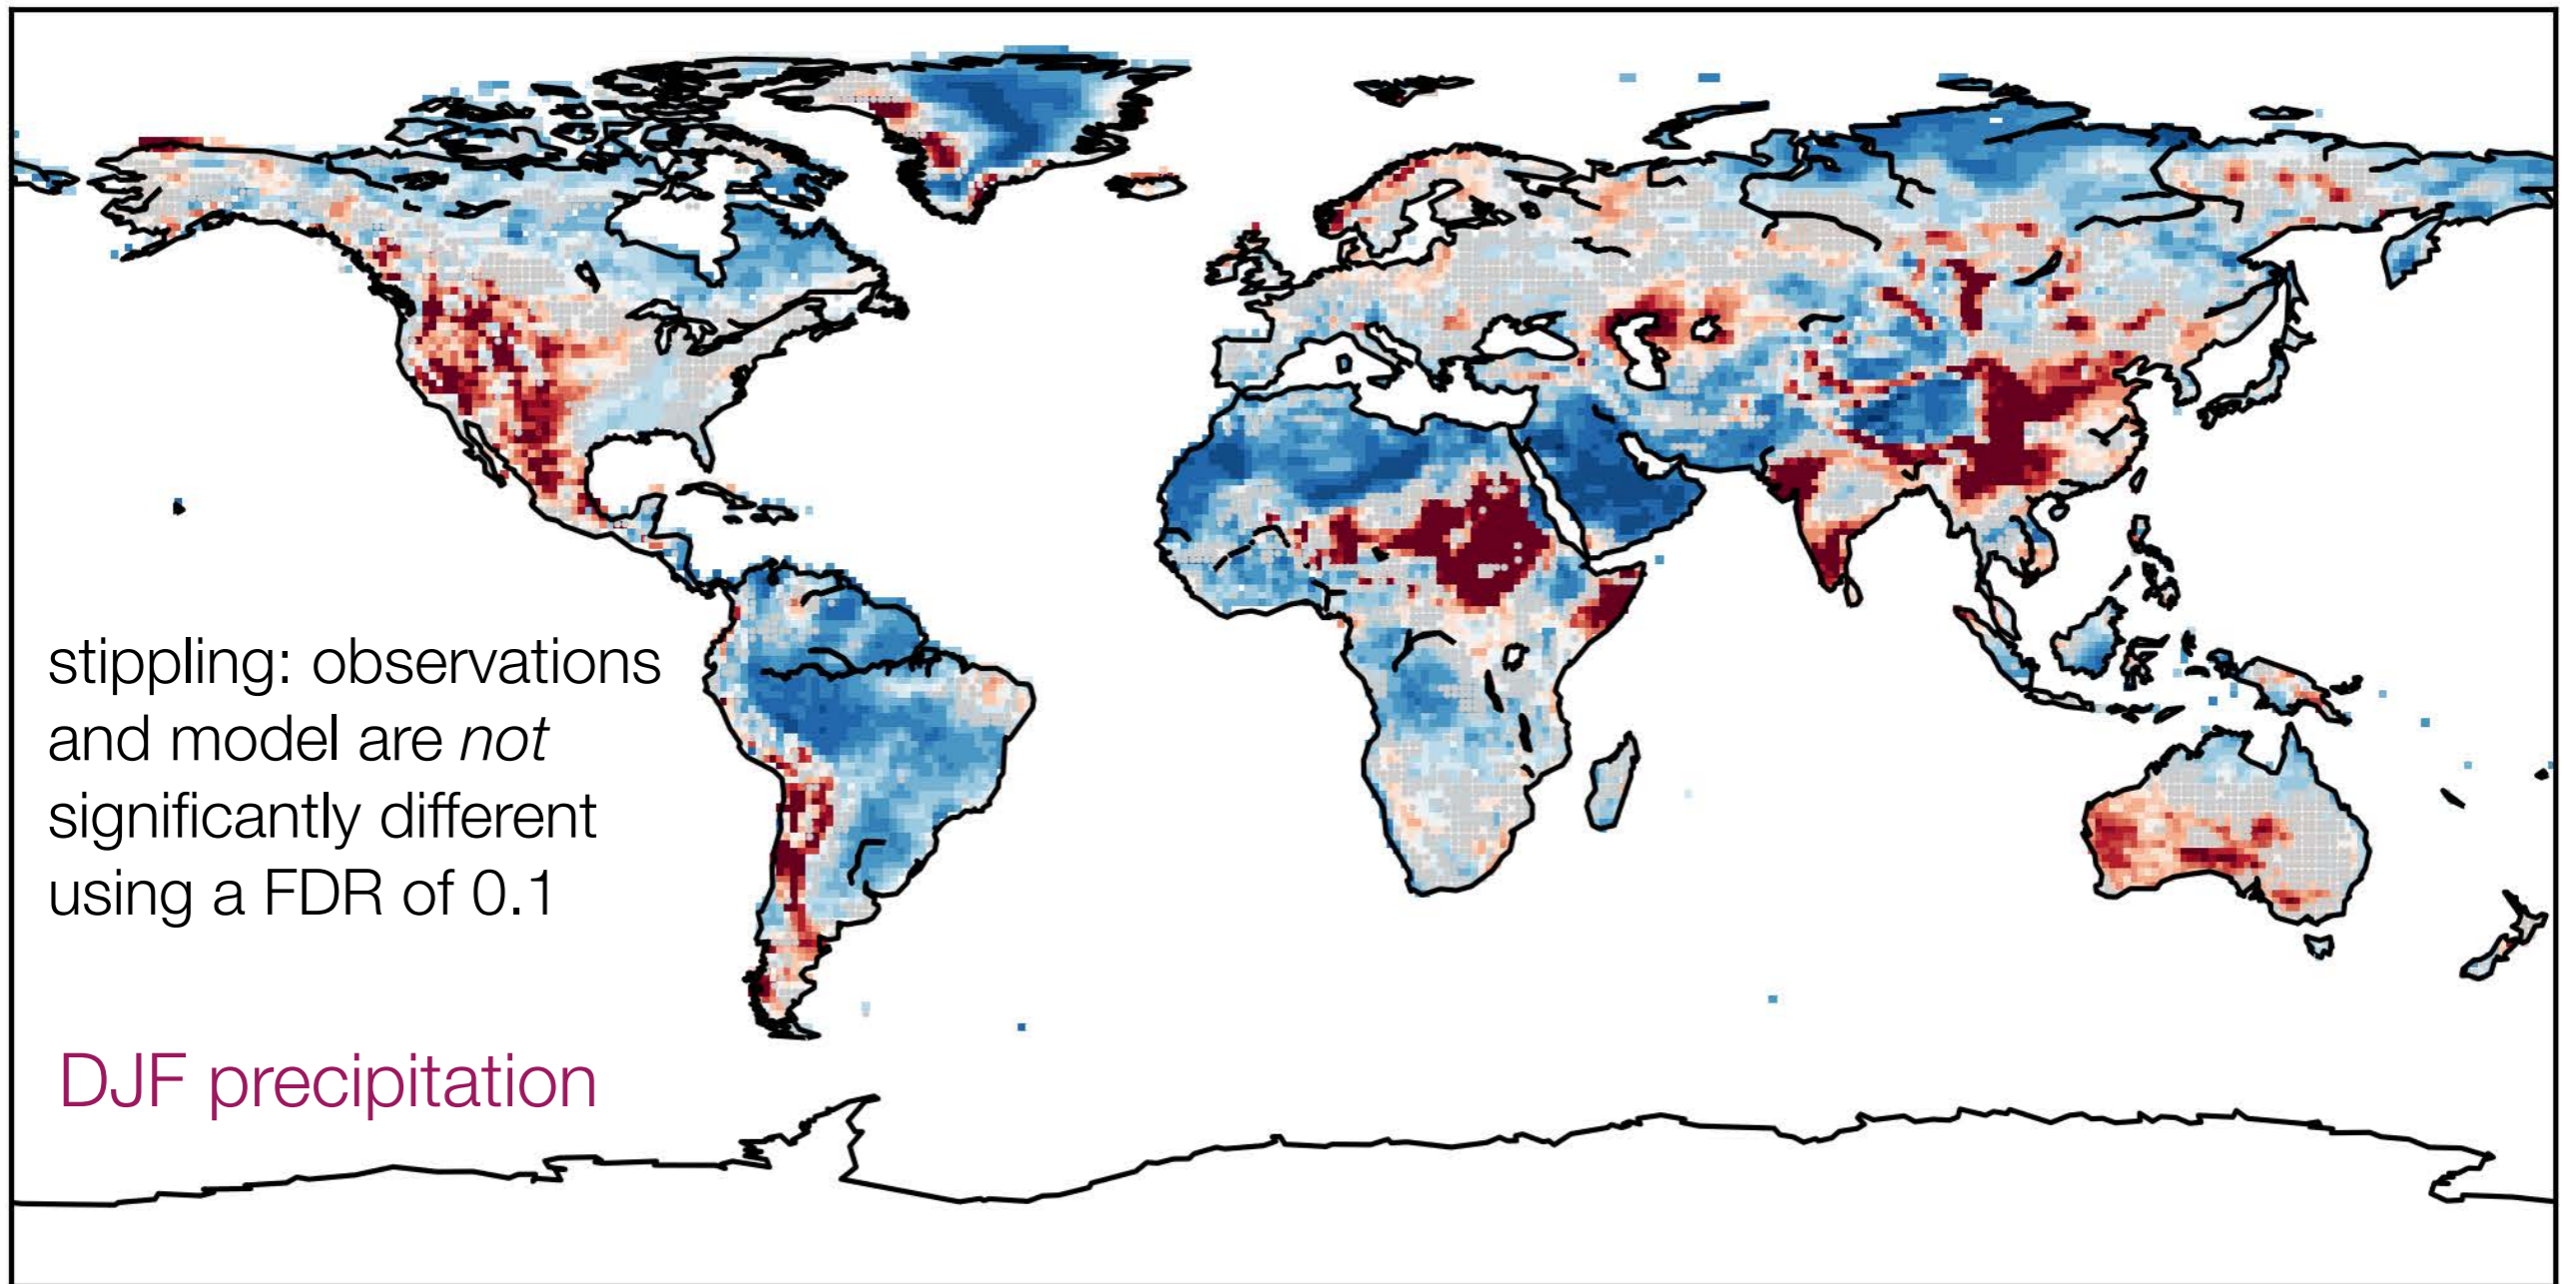 stippling: observations
and model are not
significantly different
using a FDR of 0.1
DJF precipitation